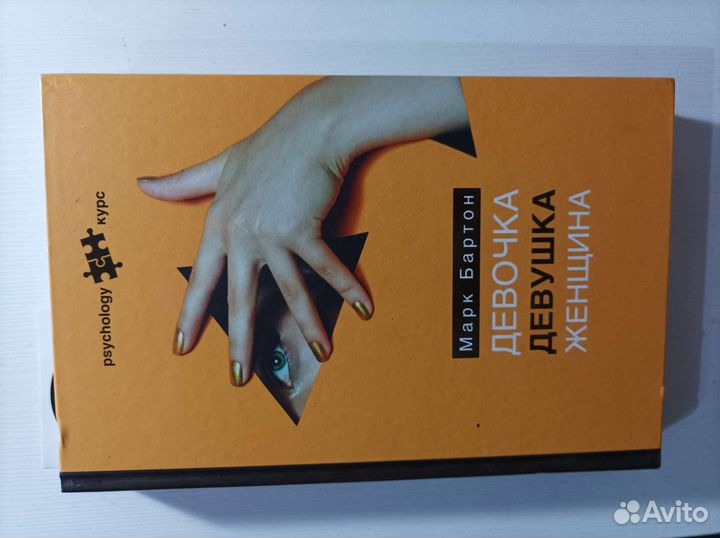 psychology
курс
Марк Бартон
ДЕВОЧКА
ДЕВУШКА
ЖЕНЩИНА
Avito